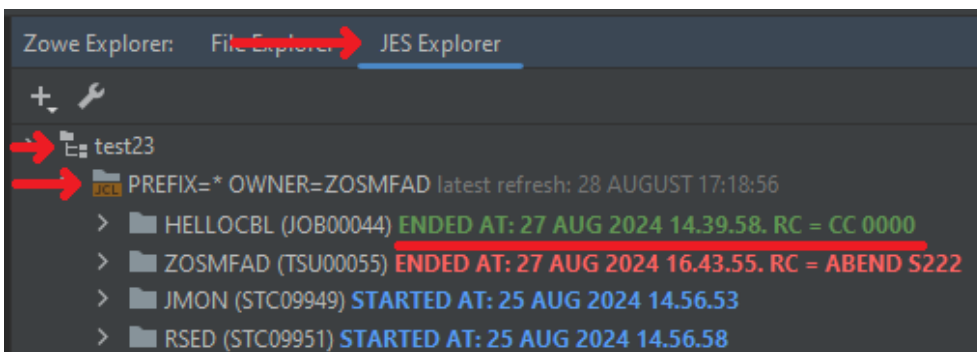 Zowe Explorer: File Explorer JES Explorer
test23
JCL PREFIX=* OWNER=ZOSMFAD latest refresh: 28 AUGUST 17:18:56
HELLOCBL (JOB00044) ENDED AT: 27 AUG 2024 14.39.58. RC = CC 0000
ZOSMFAD (TSU00055) ENDED AT: 27 AUG 2024 16.43.55. RC = ABEND S222
JMON (STC09949) STARTED AT: 25 AUG 2024 14.56.53
RSED (STC09951) STARTED AT: 25 AUG 2024 14.56.58